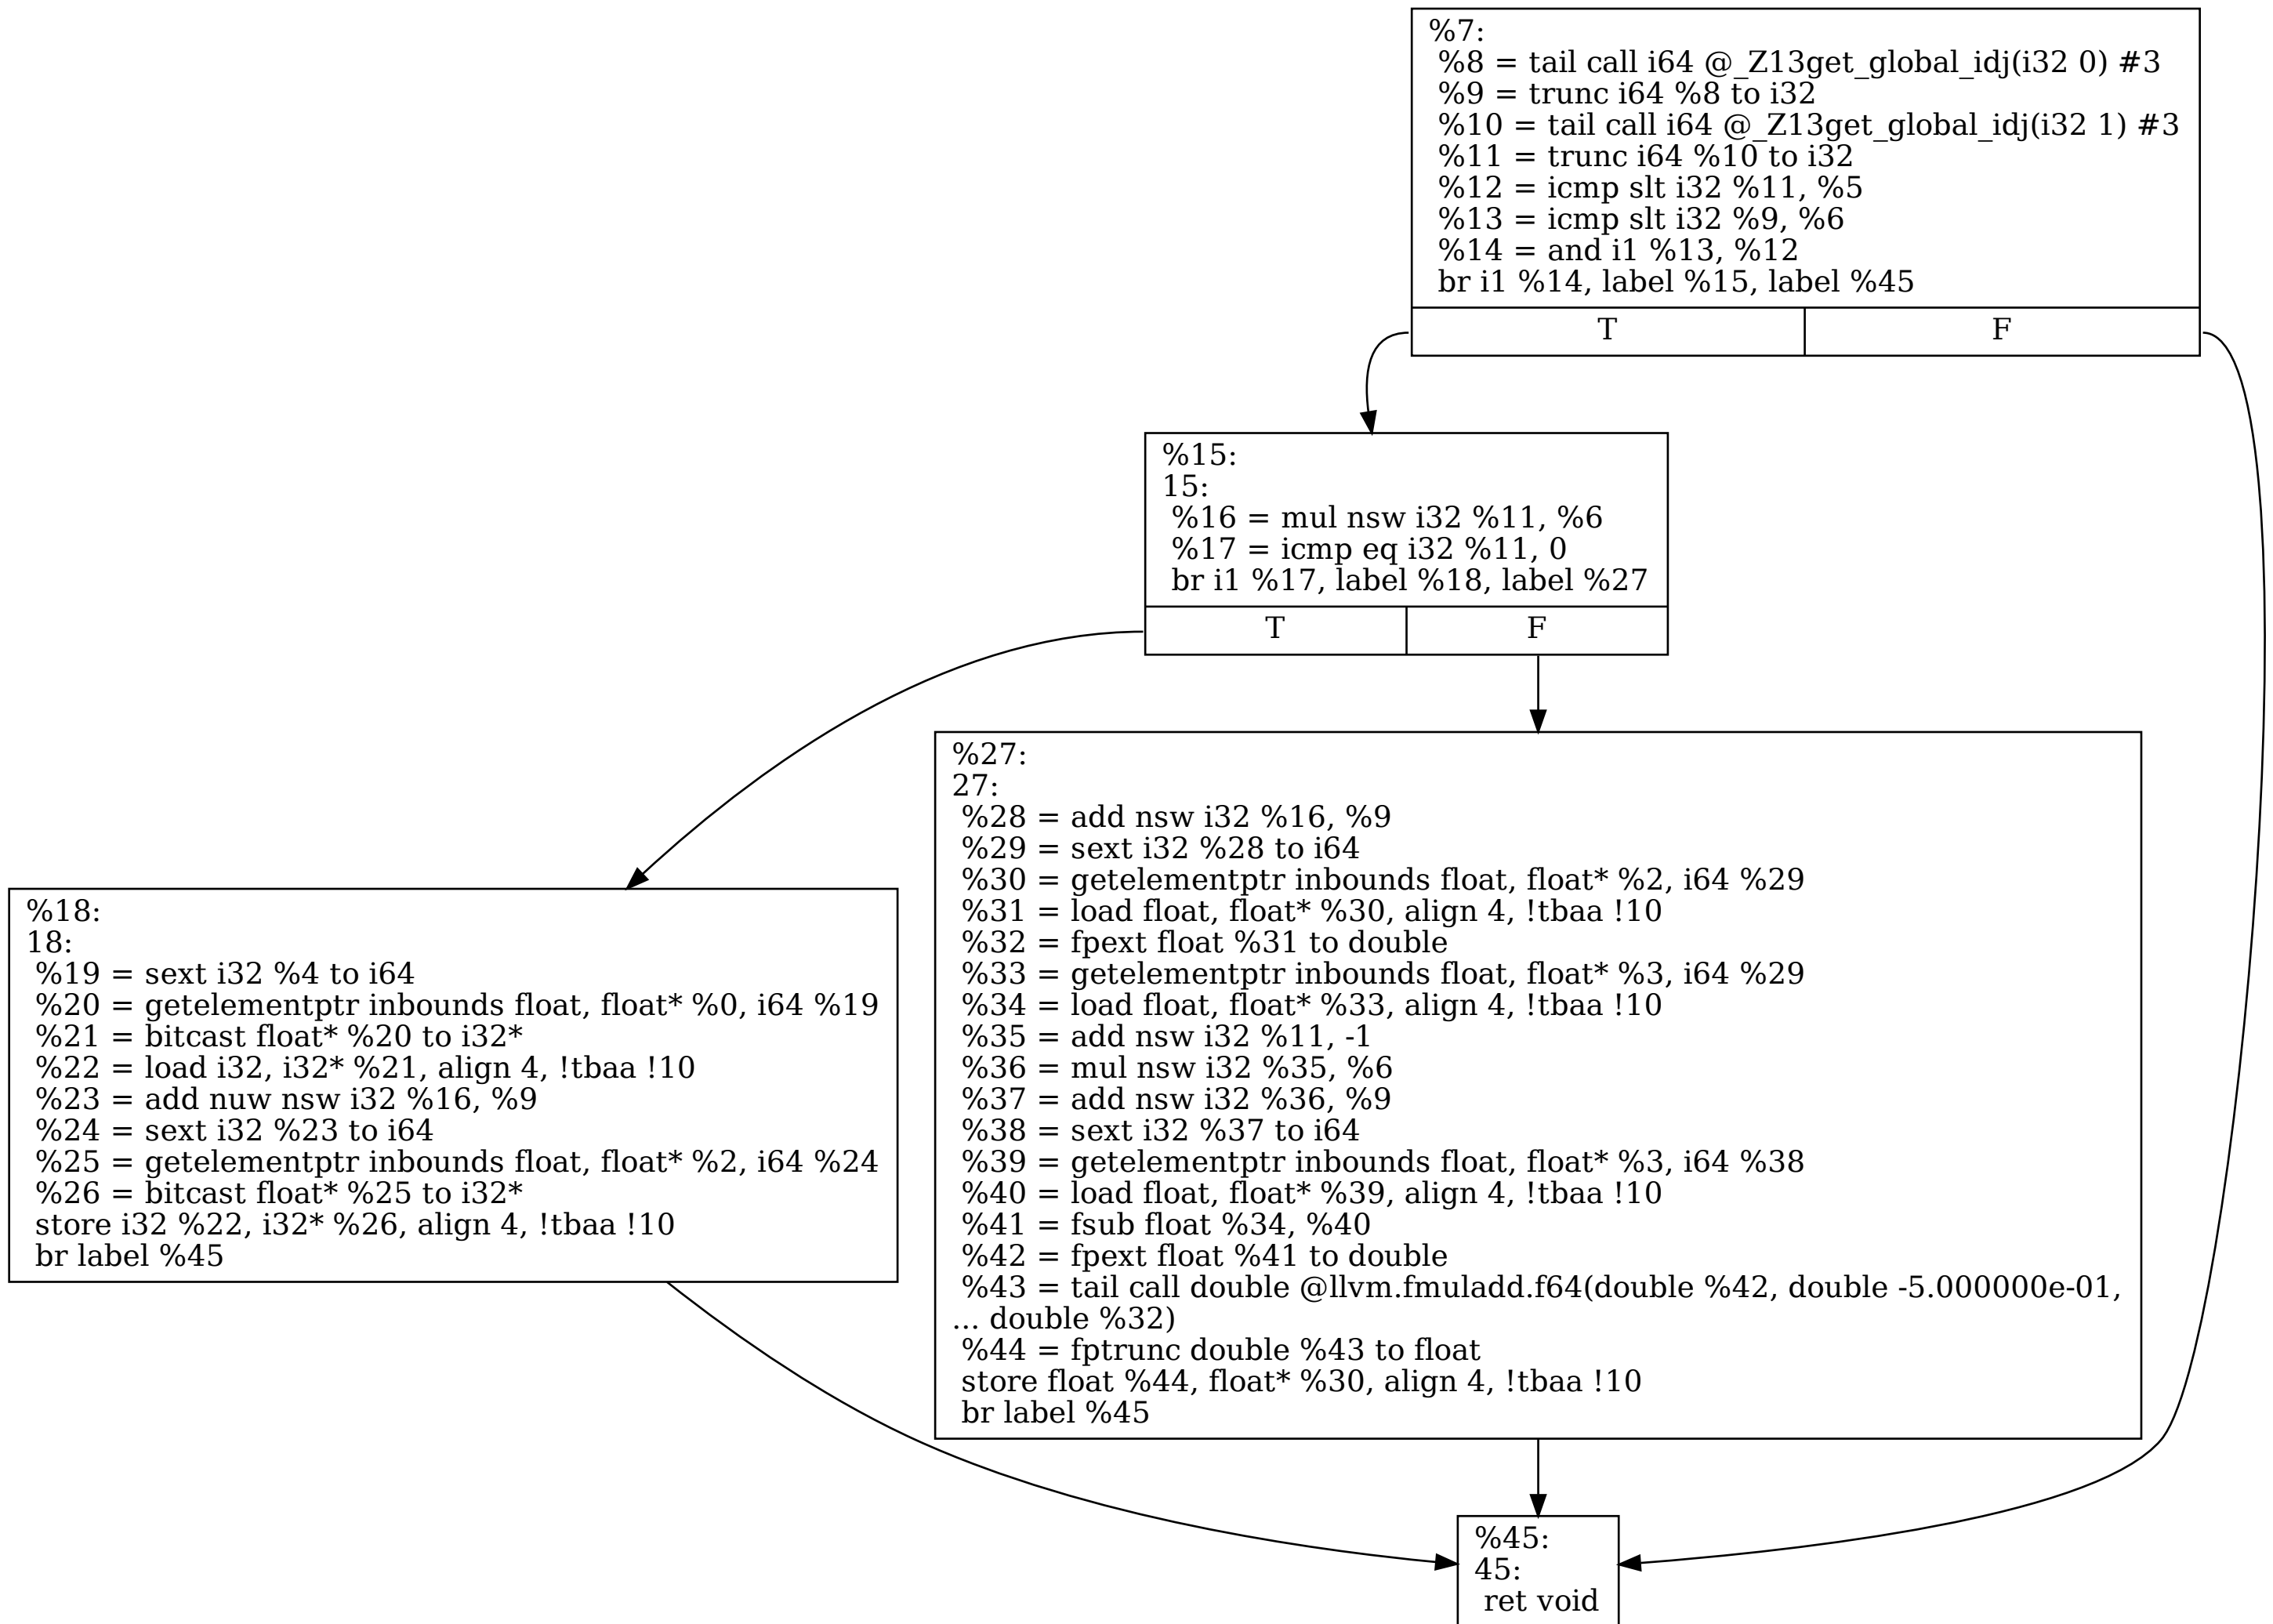 %7:
%8 = tail call i64 @_Z13get_global_idj(i32 0) #3
%9 = trunc i64 %8 to i32
%10 = tail call i64 @_Z13get_global_idj(i32 1) #3
%11 = trunc i64 %10 to i32
%12 = icmp slt i32 %11, %5
%13 = icmp slt i32 %9, %6
%14 = and i1 %13, %12
br i1 %14, label %15, label %45
T F
%15:
15:
%16 = mul nsw i32 %11, %6
%17 = icmp eq i32 %11, 0
br i1 %17, label %18, label %27
T F
%18:
18:
%19 = sext i32 %4 to i64
%20 = getelementptr inbounds float, float* %0, i64 %19
%21 = bitcast float* %20 to i32*
%22 = load i32, i32* %21, align 4, !tbaa !10
%23 = add nuw nsw i32 %16, %9
%24 = sext i32 %23 to i64
%25 = getelementptr inbounds float, float* %2, i64 %24
%26 = bitcast float* %25 to i32*
store i32 %22, i32* %26, align 4, !tbaa !10
br label %45
%27:
27:
%28 = add nsw i32 %16, %9
%29 = sext i32 %28 to i64
%30 = getelementptr inbounds float, float* %2, i64 %29
%31 = load float, float* %30, align 4, !tbaa !10
%32 = fpext float %31 to double
%33 = getelementptr inbounds float, float* %3, i64 %29
%34 = load float, float* %33, align 4, !tbaa !10
%35 = add nsw i32 %11, -1
%36 = mul nsw i32 %35, %6
%37 = add nsw i32 %36, %9
%38 = sext i32 %37 to i64
%39 = getelementptr inbounds float, float* %3, i64 %38
%40 = load float, float* %39, align 4, !tbaa !10
%41 = fsub float %34, %40
%42 = fpext float %41 to double
%43 = tail call double @llvm.fmuladd.f64(double %42, double -5.000000e-01,
... double %32)
%44 = fptrunc double %43 to float
store float %44, float* %30, align 4, !tbaa !10
br label %45
%45:
45:
ret void